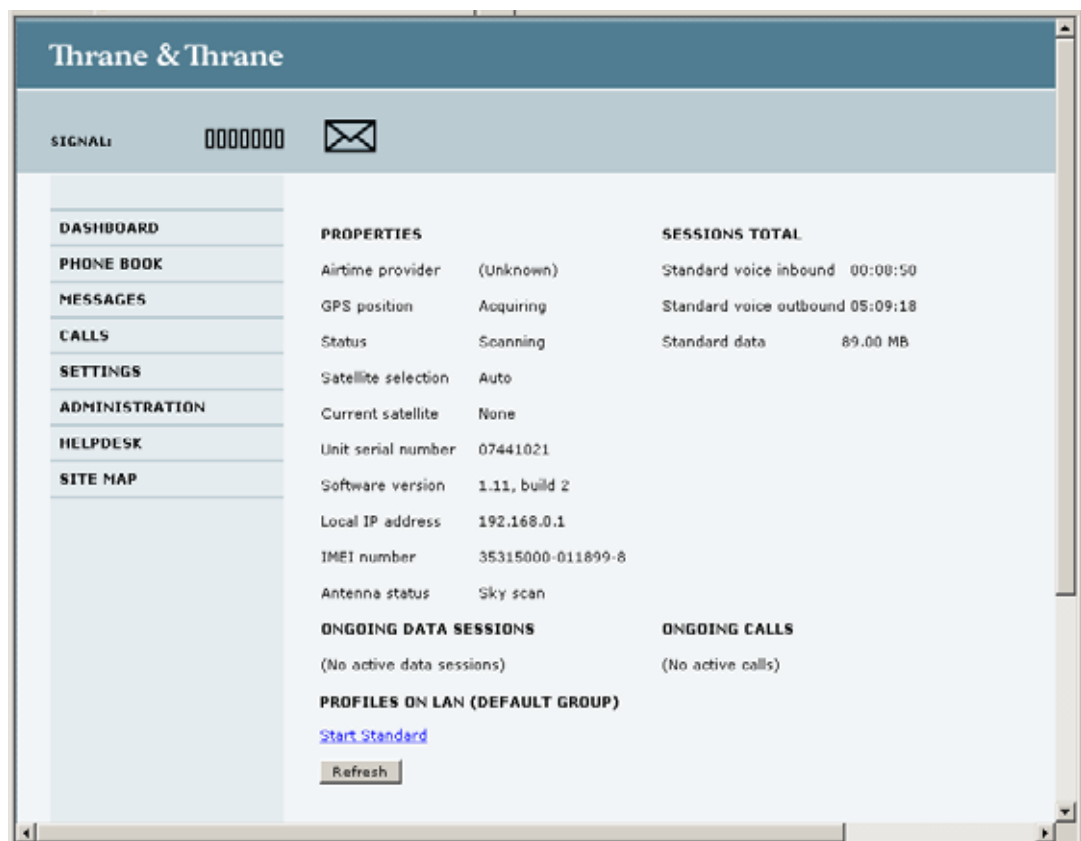 Thrane & Thrane
SIGNAL:
DASHBOARD
PHONE BOOK
MESSAGES
CALLS
SETTINGS
ADMINISTRATION
HELPDESK
SITE MAP
PROPERTIES
Airtime provider (Unknown)
GPS position Acquiring
Status Scanning
Satellite selection Auto
Current satellite None
Unit serial number 07441021
Software version 1.11, build 2
Local IP address 192.168.0.1
IMEI number 35315000-011899-8
Antenna status Sky scan
SESSIONS TOTAL
Standard voice inbound 00:08:50
Standard voice outbound 05:09:18
Standard data 89.00 MB
ONGOING DATA SESSIONS
(No active data sessions)
ONGOING CALLS
(No active calls)
PROFILES ON LAN (DEFAULT GROUP)
Start Standard
Refresh